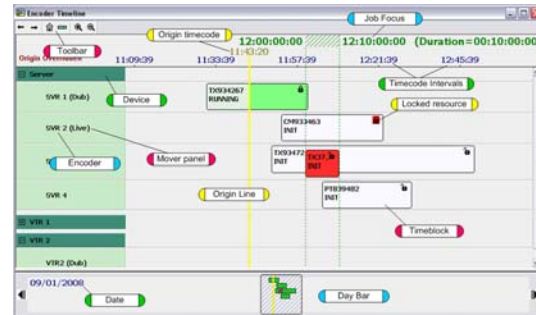 Encoder Timeline
Job Focus
Origin timecode
12:00:00:00 12:10:00:00 (Duration=00:10:00:00
Toolbar
11:43:20
11:09:39 11:33:39 11:57:39 12:21:39 12:45:39
Server
Timecode Intervals
SVR 1 (Dub)
Device
TX934267
RUNNING
Locked resource
SVR 2 (Live)
CM933463
INIT
Encoder
Mover panel
TX93472
INIT
SVR 4
Origin Line
PT839482
INIT
Timeblock
VTR 1
VTR 2
VTR2 (Dub)
09/01/2008
Date
Day Bar